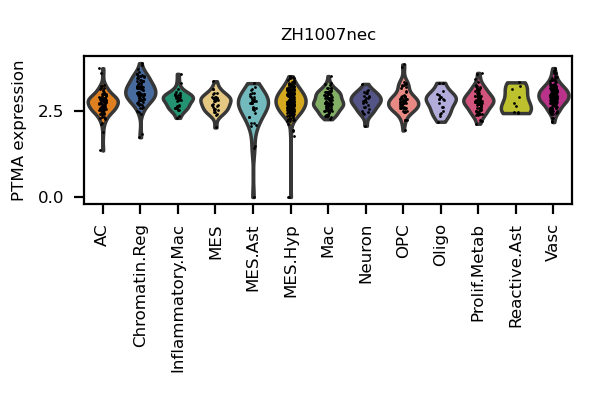 ZH1007nec
PTMA expression
2.5
0.0
AC
Chromatin.Reg
Inflammatory.Mac
MES
MES.Ast
MES.Hyp
Mac
Neuron
OPC
Oligo
Prolif.Metab
Reactive.Ast
Vasc